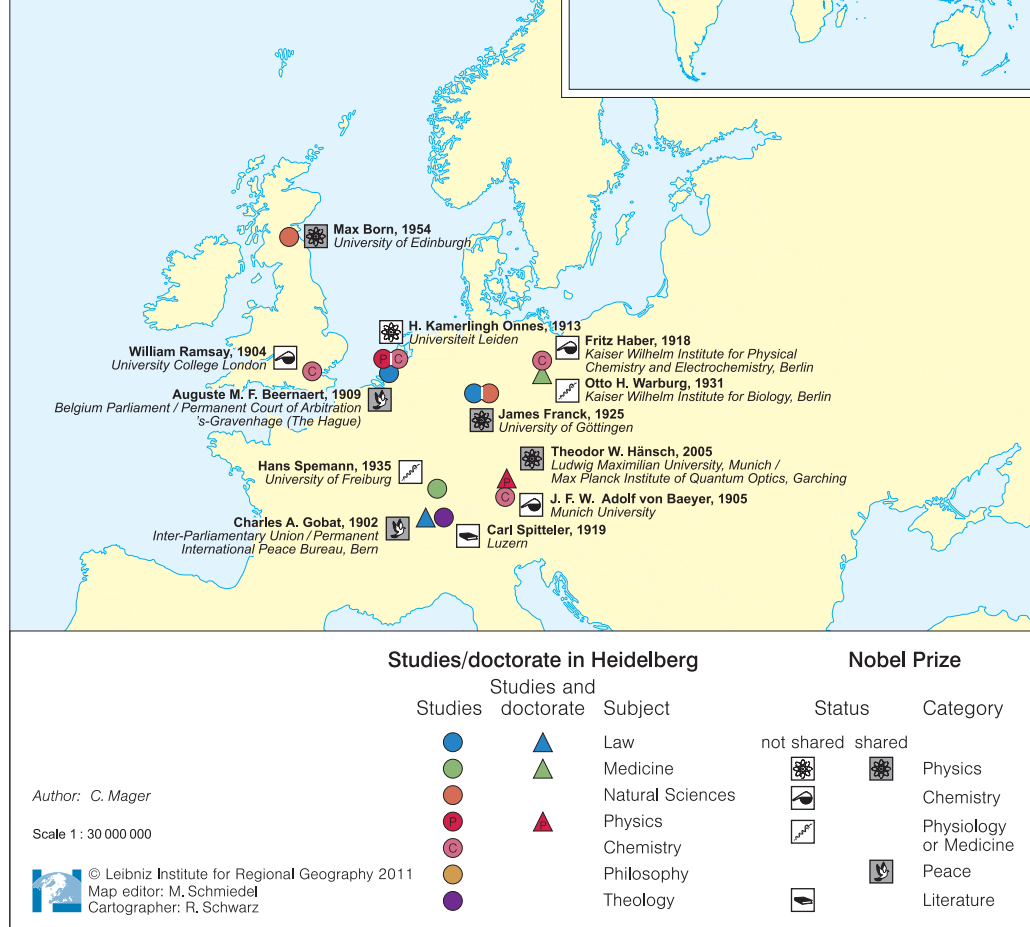 Max Born, 1954
University of Edinburgh
H. Kamerlingh Onnes, 1913
Universiteit Leiden
William Ramsay, 1904
University College London
C
P
C
Fritz Haber, 1918
Kaiser Wilhelm Institute for Physical
Chemistry and Electrochemistry, Berlin
C
Otto H. Warburg, 1931
Kaiser Wilhelm Institute for Biology, Berlin
Auguste M. F. Beernaert, 1909
Belgium Parliament / Permanent Court of Arbitration
's-Gravenhage (The Hague)
James Franck, 1925
University of Göttingen
Theodor W. Hänsch, 2005
Ludwig Maximilian University, Munich /
Max Planck Institute of Quantum Optics, Garching
P
Hans Spemann, 1935
University of Freiburg
C
J. F. W. Adolf von Baeyer, 1905
Munich University
Charles A. Gobat, 1902
Inter-Parliamentary Union / Permanent
International Peace Bureau, Bern
Carl Spitteler, 1919
Luzern
Studies/doctorate in Heidelberg
Studies
Studies and
doctorate
Subject
Law
Medicine
Natural Sciences
P
P
Physics
C
Chemistry
Philosophy
Theology
Nobel Prize
Status
Category
not shared
shared
Physics
Chemistry
Physiology
or Medicine
Peace
Literature
Author: C. Mager
Scale 1 : 30 000 000
© Leibniz Institute for Regional Geography 2011
Map editor: M. Schmiedel
Cartographer: R. Schwarz